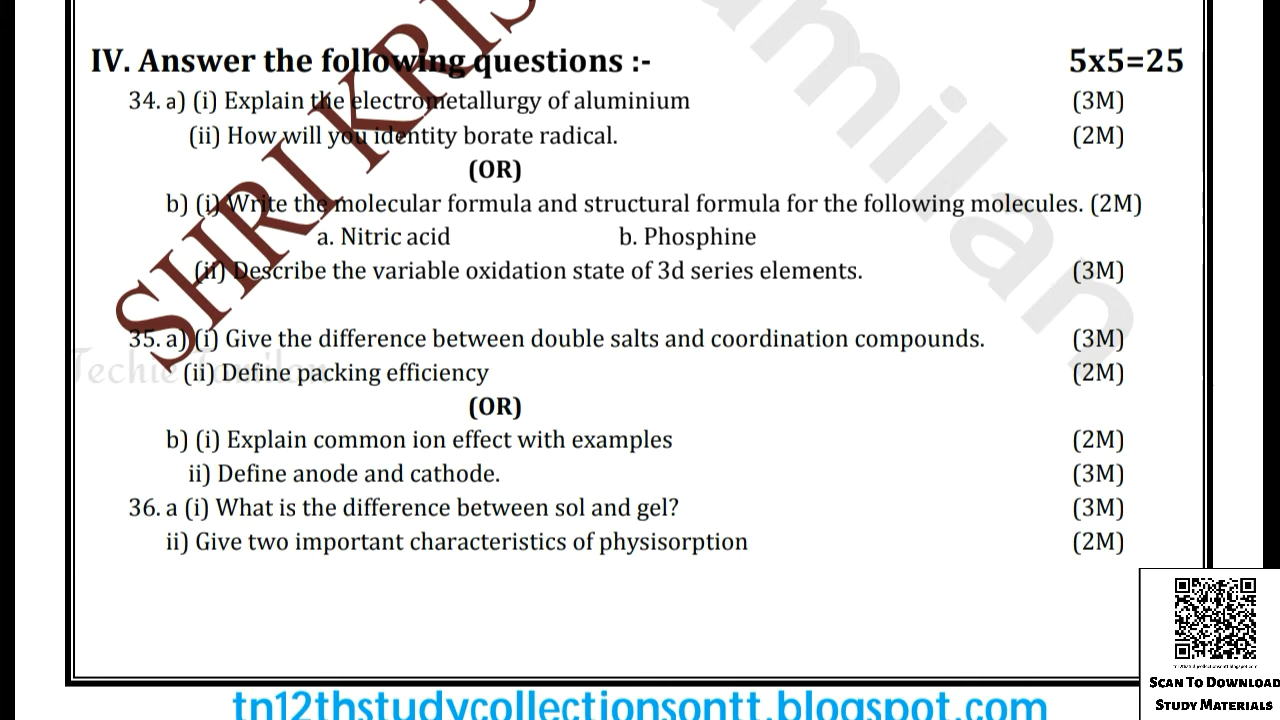 IV. Answer the following questions :- 5x5=25
34. a) (i) Explain the electrometallurgy of aluminium (3M)
(ii) How will you identity borate radical. (2M)
(OR)
b) (i) Write the molecular formula and structural formula for the following molecules. (2M)
a. Nitric acid b. Phosphine
(ii) Describe the variable oxidation state of 3d series elements. (3M)
35. a) (i) Give the difference between double salts and coordination compounds. (3M)
(ii) Define packing efficiency (2M)
(OR)
b) (i) Explain common ion effect with examples (2M)
ii) Define anode and cathode. (3M)
36. a (i) What is the difference between sol and gel? (3M)
ii) Give two important characteristics of physisorption (2M)
SHRI KRIS
amilan
SCAN TO DOWNLOAD
STUDY MATERIALS
tn12thstudycollectionsontt.blogspot.com